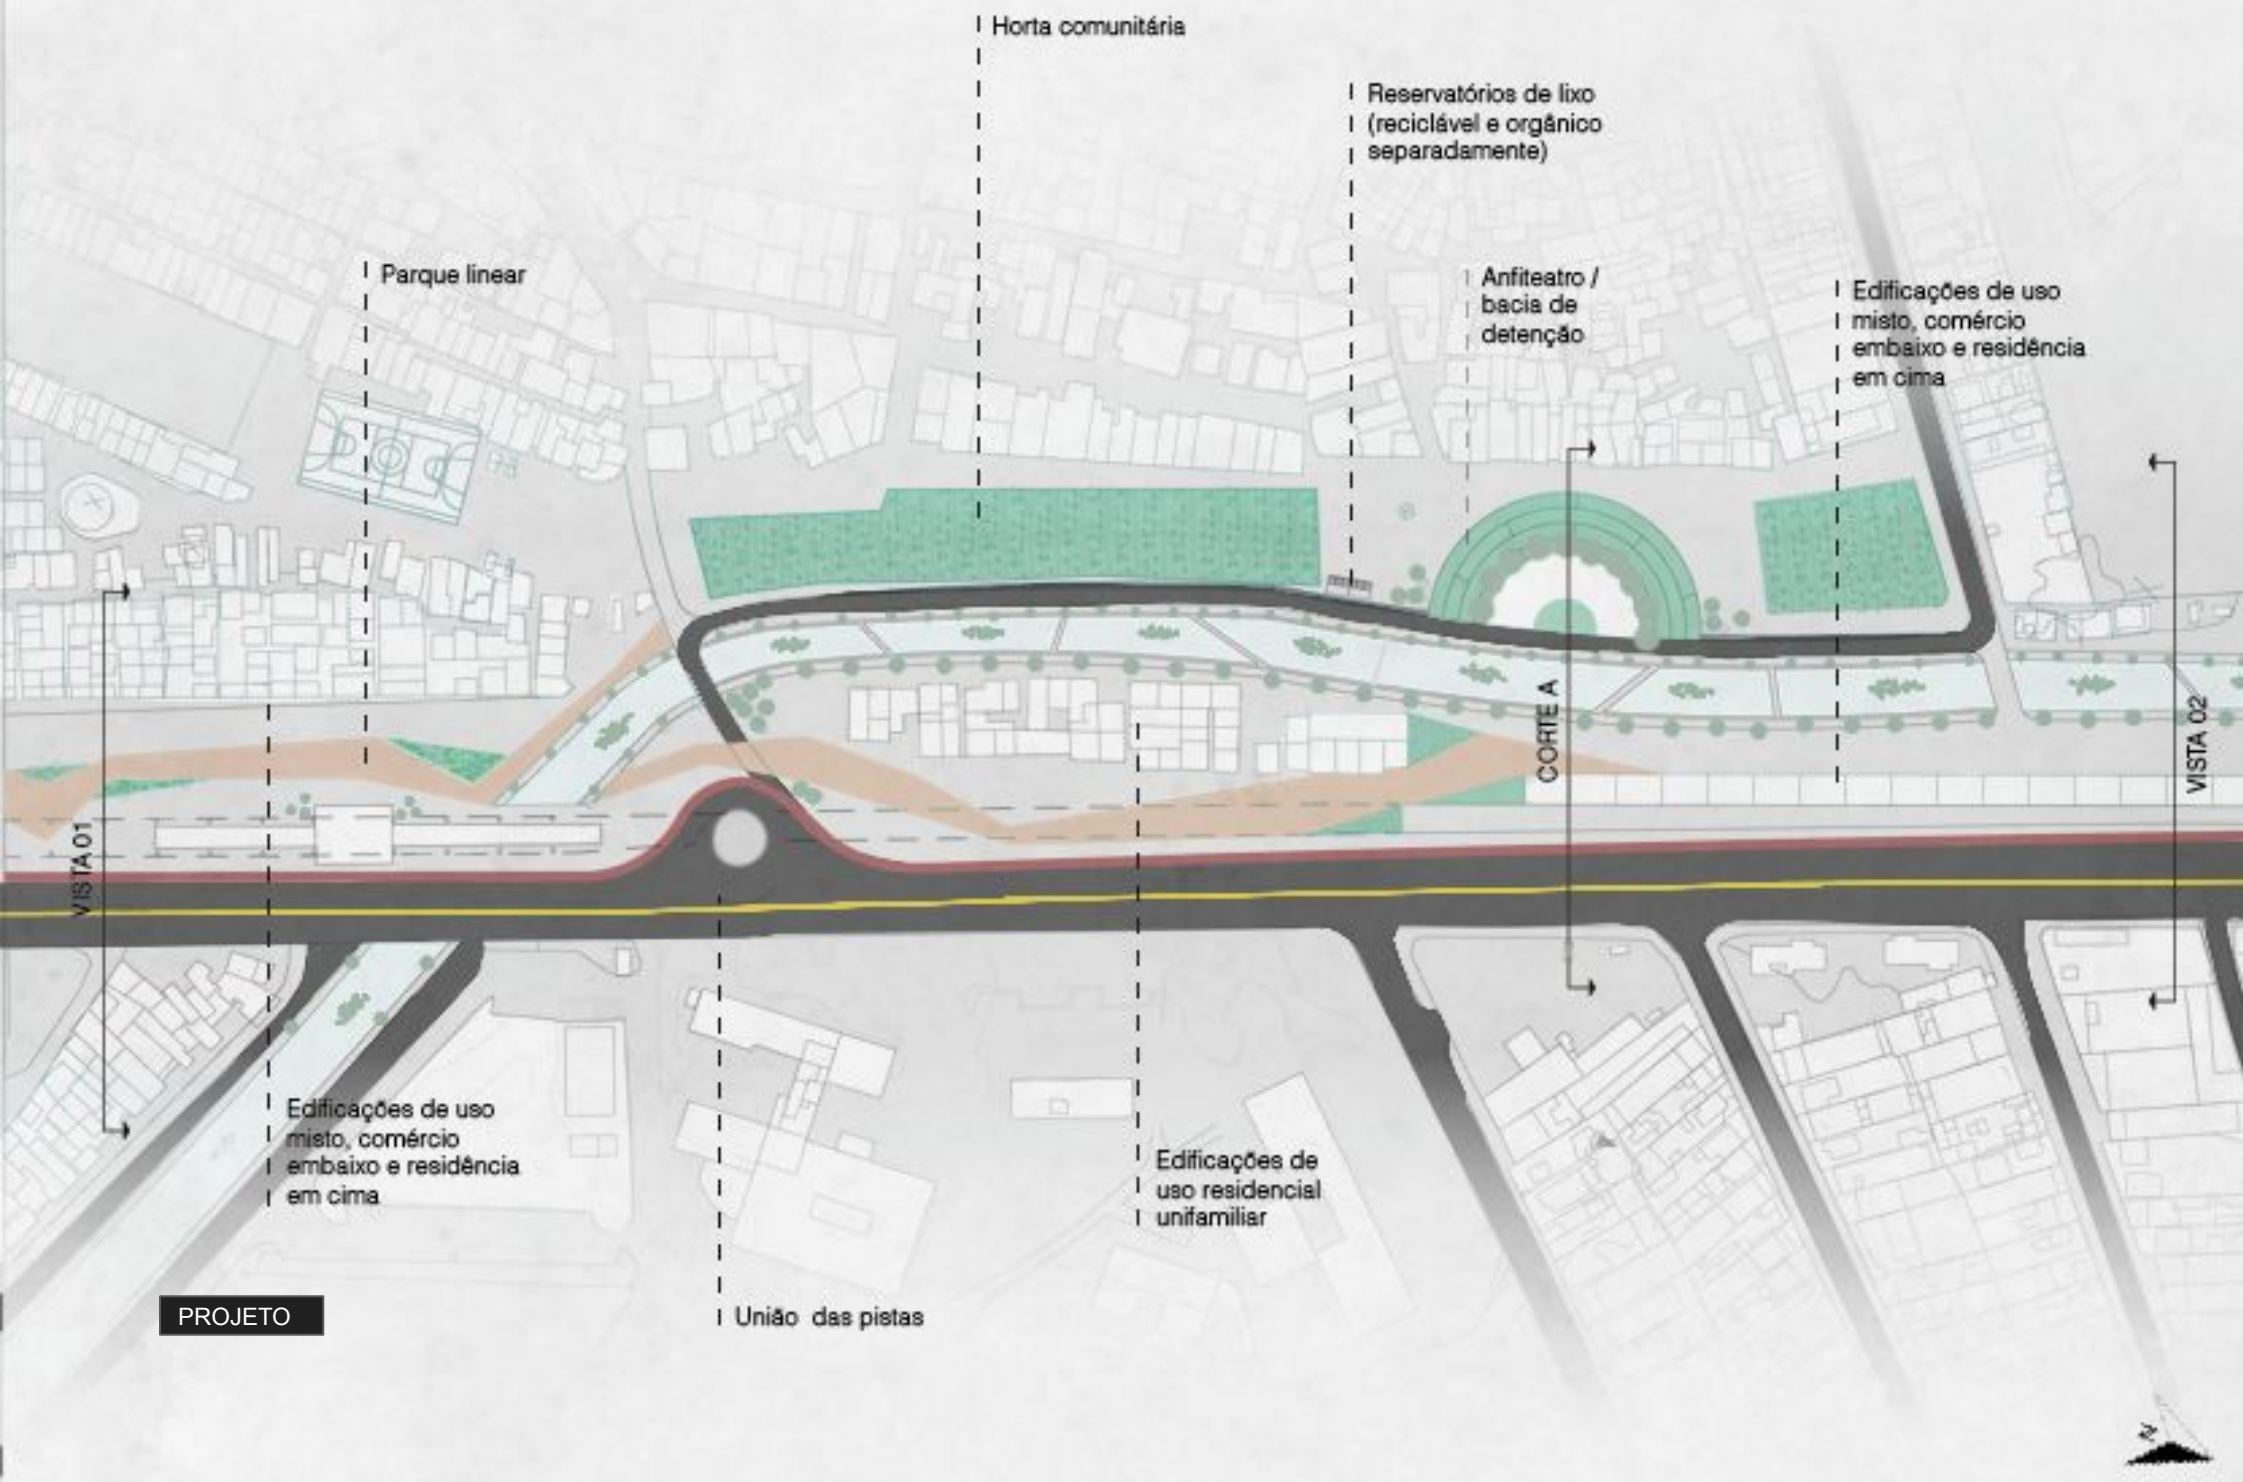 Horta comunitária
Reservatórios de lixo
(reciclável e orgânico
separadamente)
Parque linear
Anfiteatro /
bacia de
detenção
Edificações de uso
misto, comércio
embaixo e residência
em cima
CORTE A
VISTA 02
VISTA 01
Edificações de uso
misto, comércio
embaixo e residência
em cima
Edificações de
uso residencial
unifamiliar
PROJETO
União das pistas
N